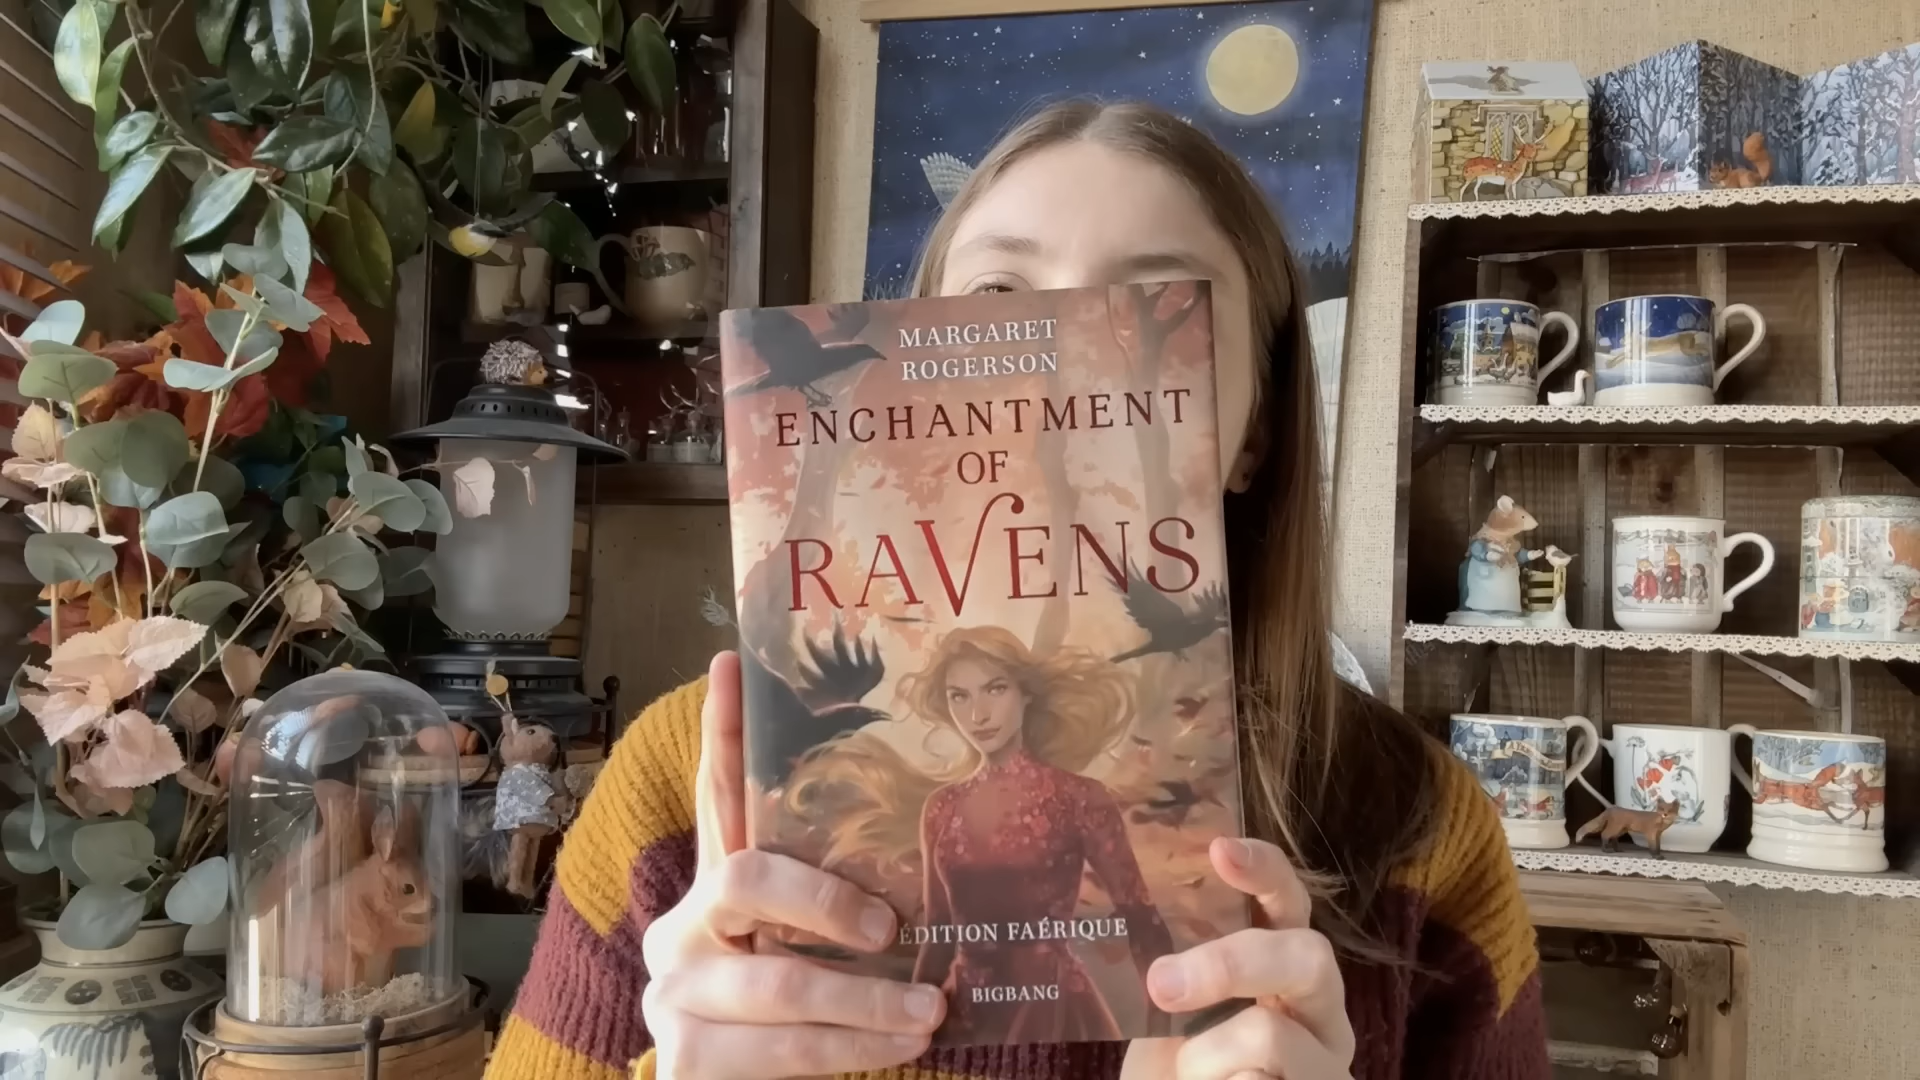 MARGARET
ROGERSON
ENCHANTMENT
OF
RAVENS
ÉDITION FAÉRIQUE
BIGBANG